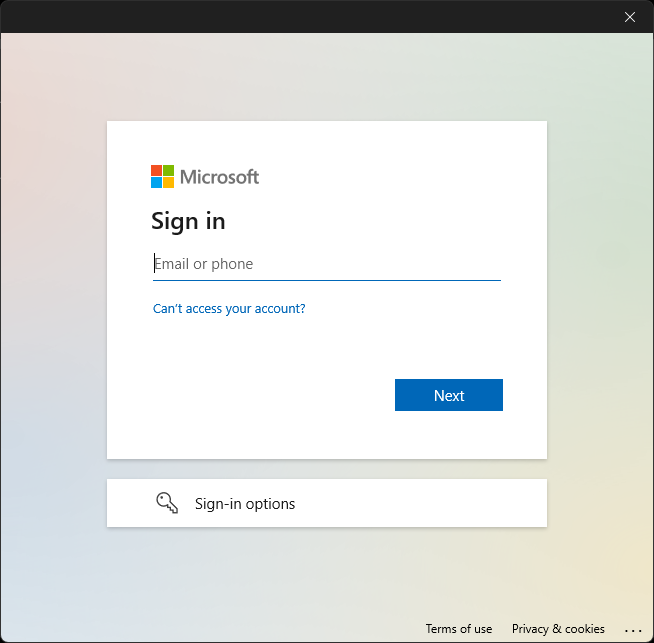 Microsoft
Sign in
Email or phone
Can't access your account?
Next
Sign-in options
Terms of use Privacy & cookies ...